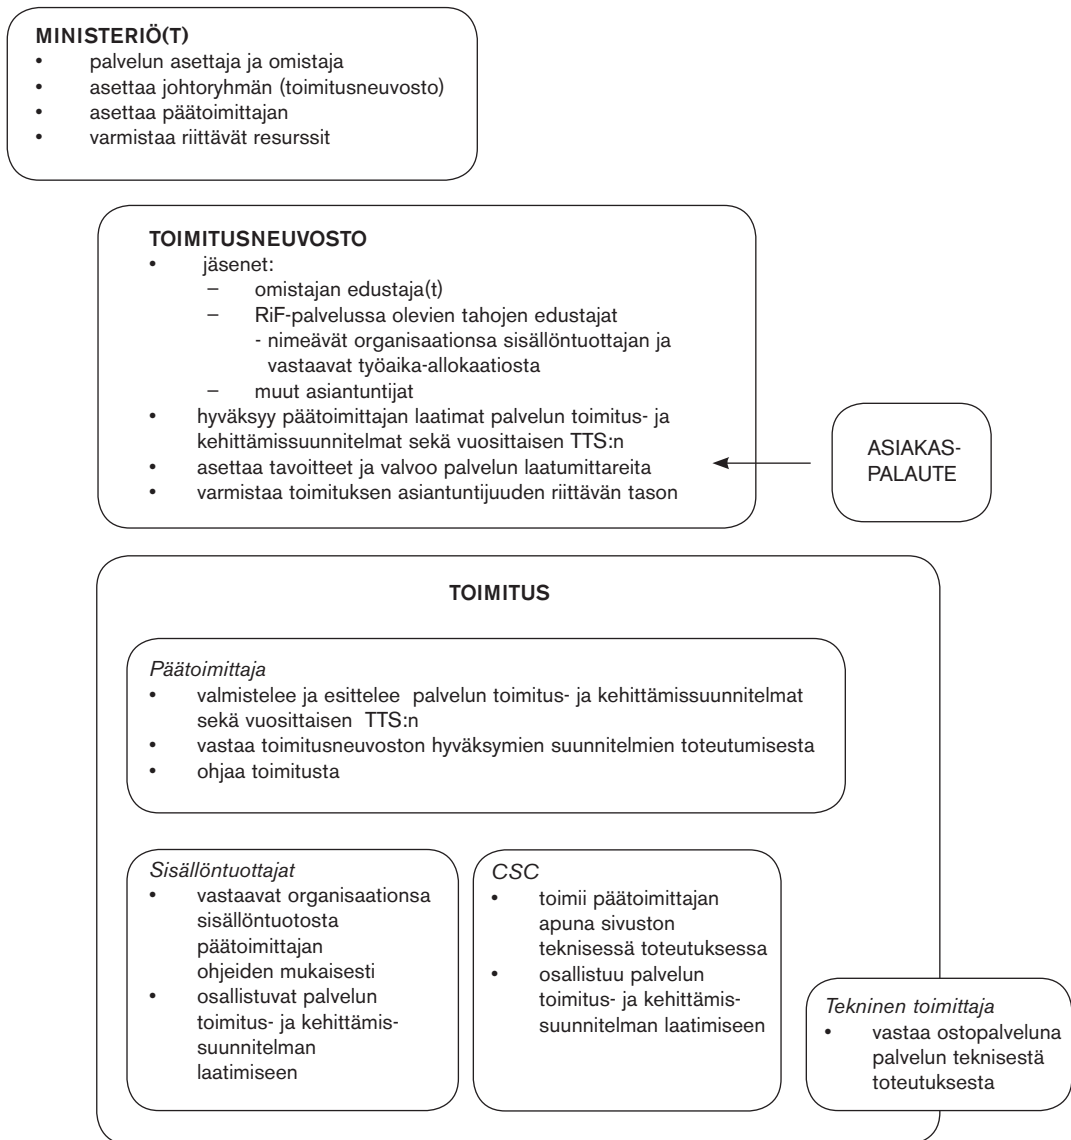 MINISTERIÖ(T)
• palvelun asettaja ja omistaja
• asettaa johtoryhmän (toimitusneuvosto)
• asettaa päätoimittajan
• varmistaa riittävät resurssit
TOIMITUSNEUVOSTO
• jäsenet:
– omistajan edustaja(t)
– RiF-palvelussa olevien tahojen edustajat
- nimeävät organisaationsa sisällöntuottajan ja
vastaavat työaika-allokaatiosta
– muut asiantuntijat
• hyväksyy päätoimittajan laatimat palvelun toimitus- ja
kehittämissuunnitelmat sekä vuosittaisen TTS:n
• asettaa tavoitteet ja valvoo palvelun laatumittareita
• varmistaa toimituksen asiantuntijuuden riittävän tason
ASIAKAS-
PALAUTE
TOIMITUS
Päätoimittaja
• valmistelee ja esittelee palvelun toimitus- ja kehittämissuunnitelmat
sekä vuosittaisen TTS:n
• vastaa toimitusneuvoston hyväksymien suunnitelmien toteutumisesta
• ohjaa toimitusta
Sisällöntuottajat
• vastaavat organisaationsa
sisällöntuotosta
päätoimittajan
ohjeiden mukaisesti
• osallistuvat palvelun
toimitus- ja kehittämis-
suunnitelman
laatimiseen
CSC
• toimii päätoimittajan
apuna sivuston
teknisessä toteutuksessa
• osallistuu palvelun
toimitus- ja kehittämis-
suunnitelman laatimiseen
Tekninen toimittaja
• vastaa ostopalveluna
palvelun teknisestä
toteutuksesta